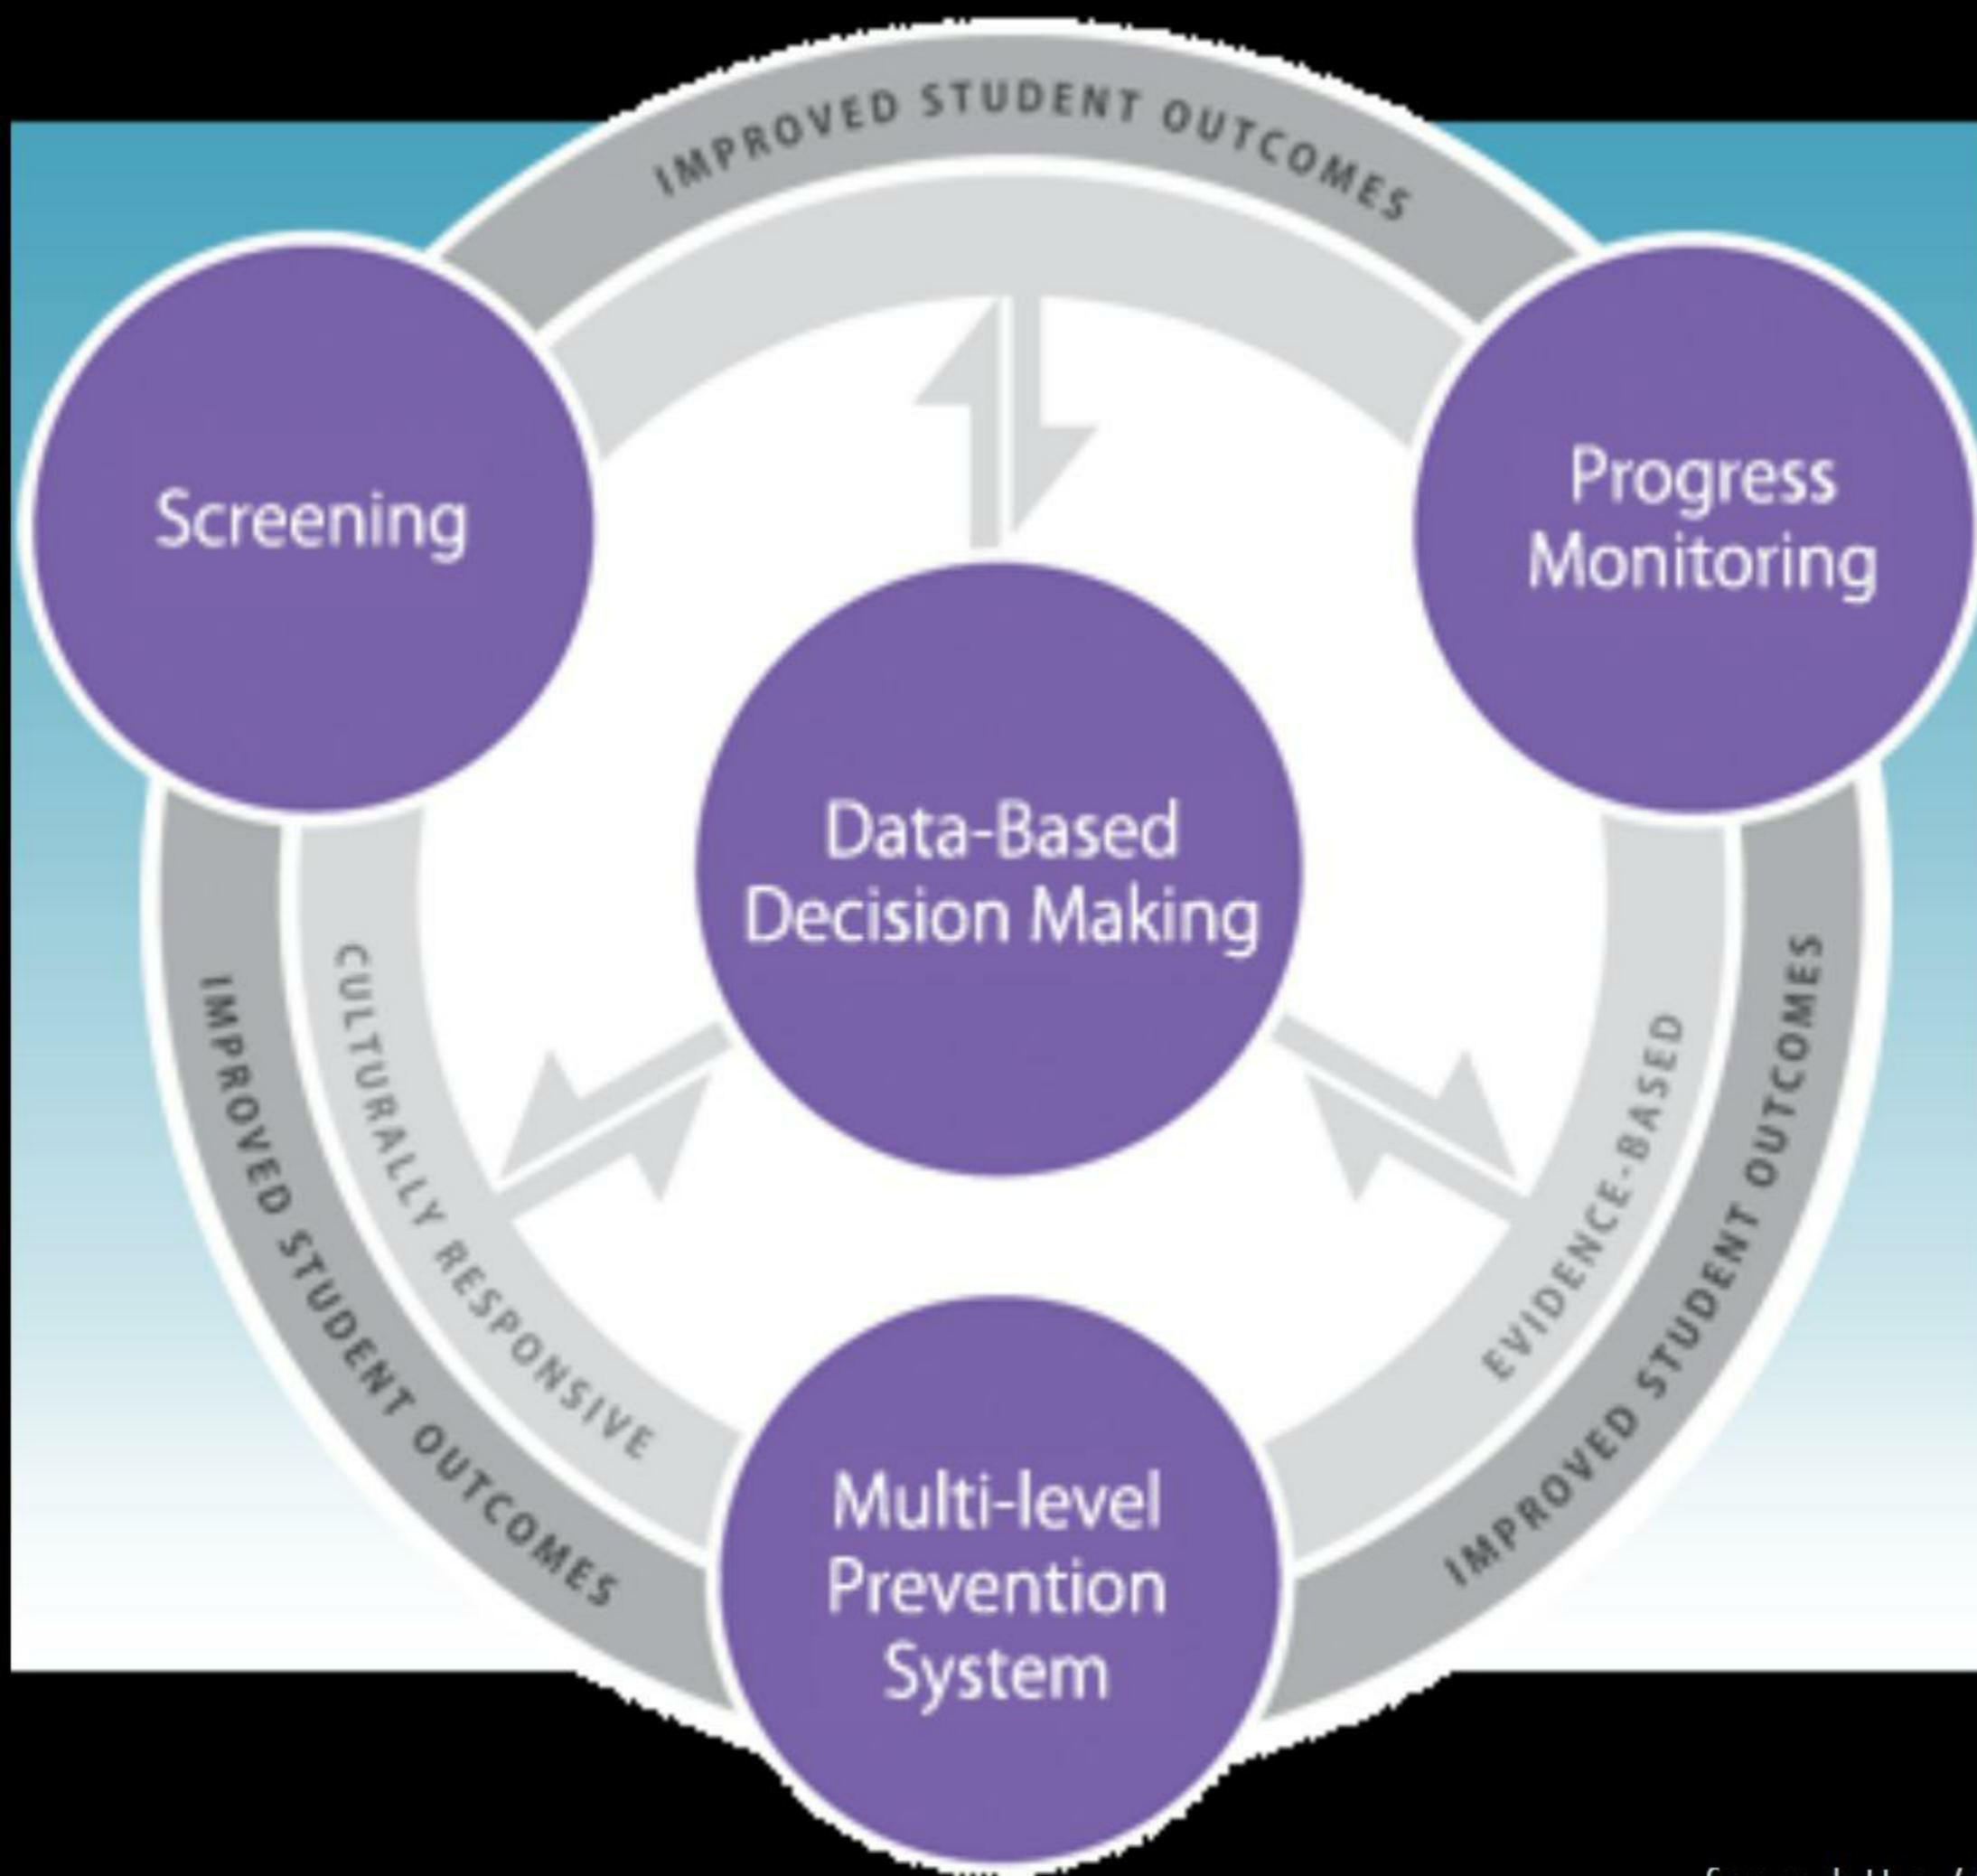 IMPROVED STUDENT OUTCOMES
Screening
Progress
Monitoring
Data-Based
Decision Making
CULTURALLY RESPONSIVE
EVIDENCE-BASED
IMPROVED STUDENT OUTCOMES
IMPROVED STUDENT OUTCOMES
Multi-level
Prevention
System